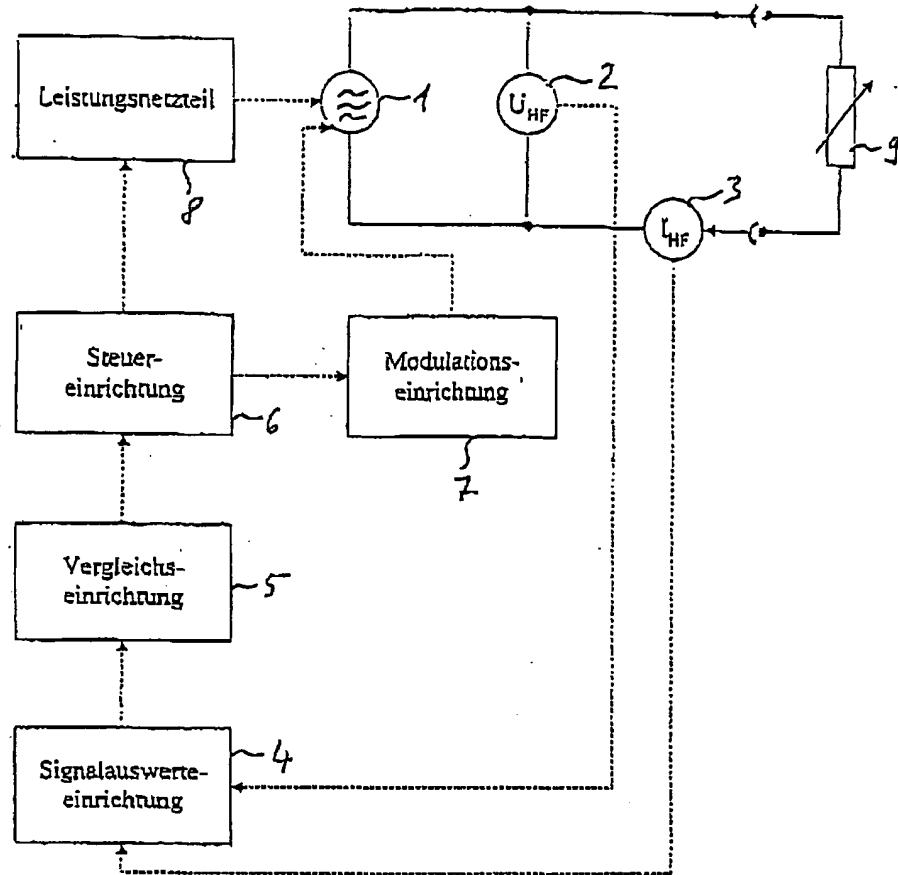 Leistungsnetzteil
8
1
U_HF
2
I_HF
3
9
Steuer-
einrichtung
6
Modulations-
einrichtung
7
Vergleichs-
einrichtung
5
Signalauswerte-
einrichtung
4